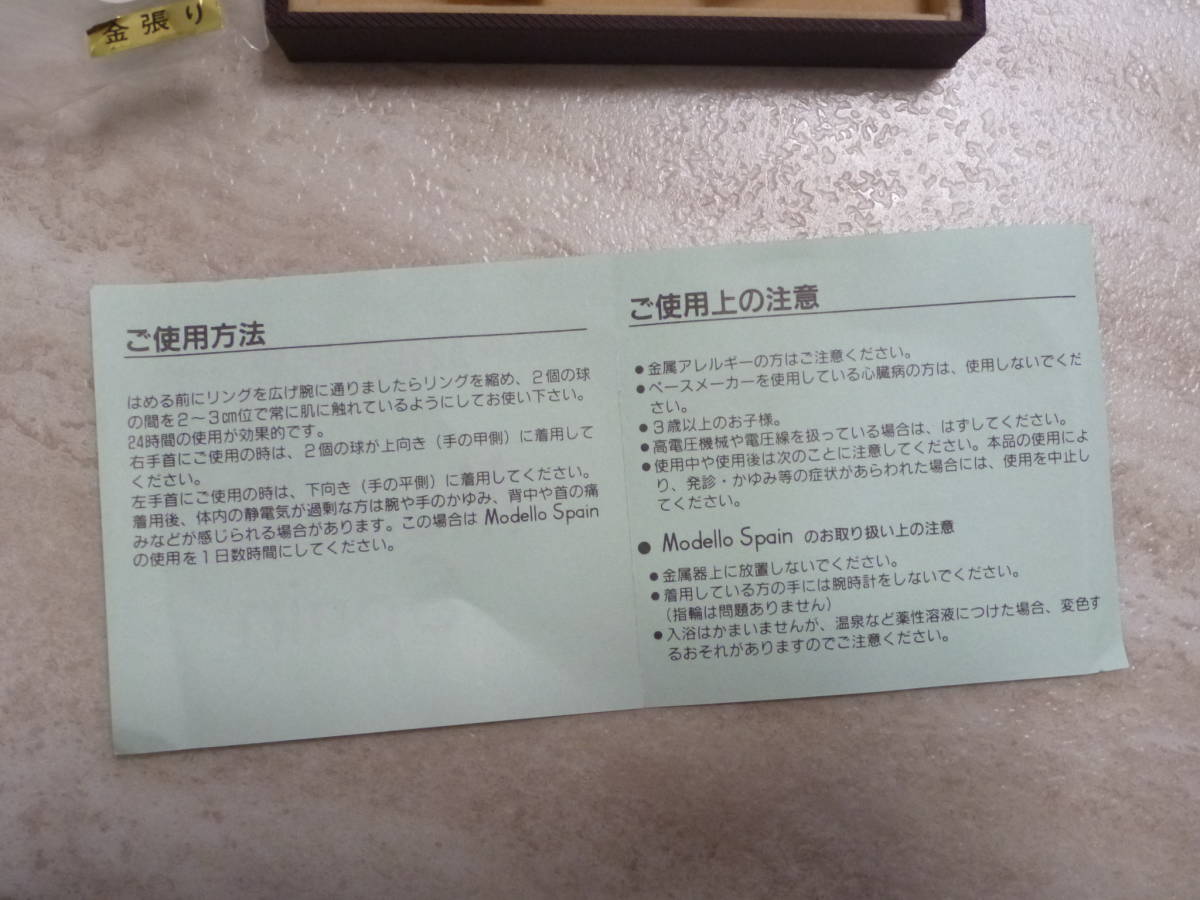 金張り
ご使用方法
はめる前にリングを広げ腕に通りましたらリングを縮め、2個の球
の間を2～3㎝位で常に肌に触れているようにしてお使い下さい。
24時間の使用が効果的です。
右手首にご使用の時は、2個の球が上向き（手の甲側）に着用して
ください。
左手首にご使用の時は、下向き（手の平側）に着用してください。
着用後、体内の静電気が過剰な方は腕や手のかゆみ、背中や首の痛
みなどが感じられる場合があります。この場合は Modello Spain
の使用を1日数時間にしてください。
ご使用上の注意
●金属アレルギーの方はご注意ください。
●ペースメーカーを使用している心臓病の方は、使用しないでくだ
さい。
●3歳以上のお子様。
●高電圧機械や電圧線を扱っている場合は、はずしてください。
●使用中や使用後は次のことに注意してください。本品の使用によ
り、発診・かゆみ等の症状があらわれた場合には、使用を中止し
てください。
● Modello Spain のお取り扱い上の注意
●金属器上に放置しないでください。
●着用している方の手には腕時計をしないでください。
（指輪は問題ありません）
●入浴はかまいませんが、温泉など薬性溶液につけた場合、変色す
るおそれがありますのでご注意ください。